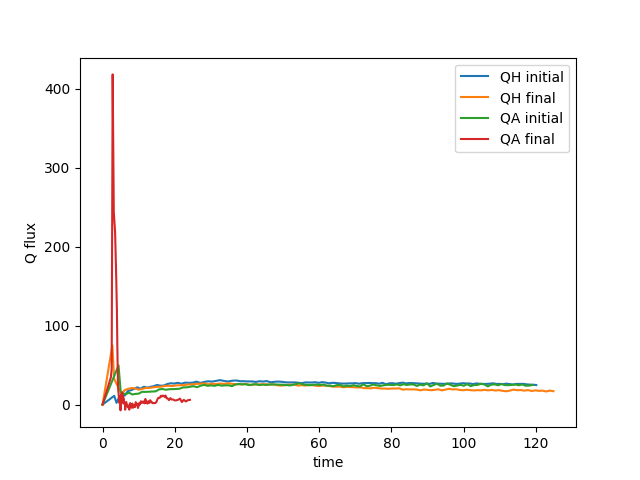 QH initial
QH final
QA initial
QA final
400
300
200
100
0
Q flux
0 20 40 60 80 100 120
time